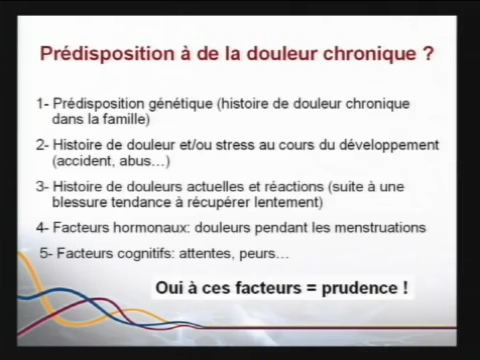 Prédisposition à de la douleur chronique ?
1- Prédisposition génétique (histoire de douleur chronique
dans la famille)
2- Histoire de douleur et/ou stress au cours du développement
(accident, abus…)
3- Histoire de douleurs actuelles et réactions (suite à une
blessure tendance à récupérer lentement)
4- Facteurs hormonaux: douleurs pendant les menstruations
5- Facteurs cognitifs: attentes, peurs…
Oui à ces facteurs = prudence !